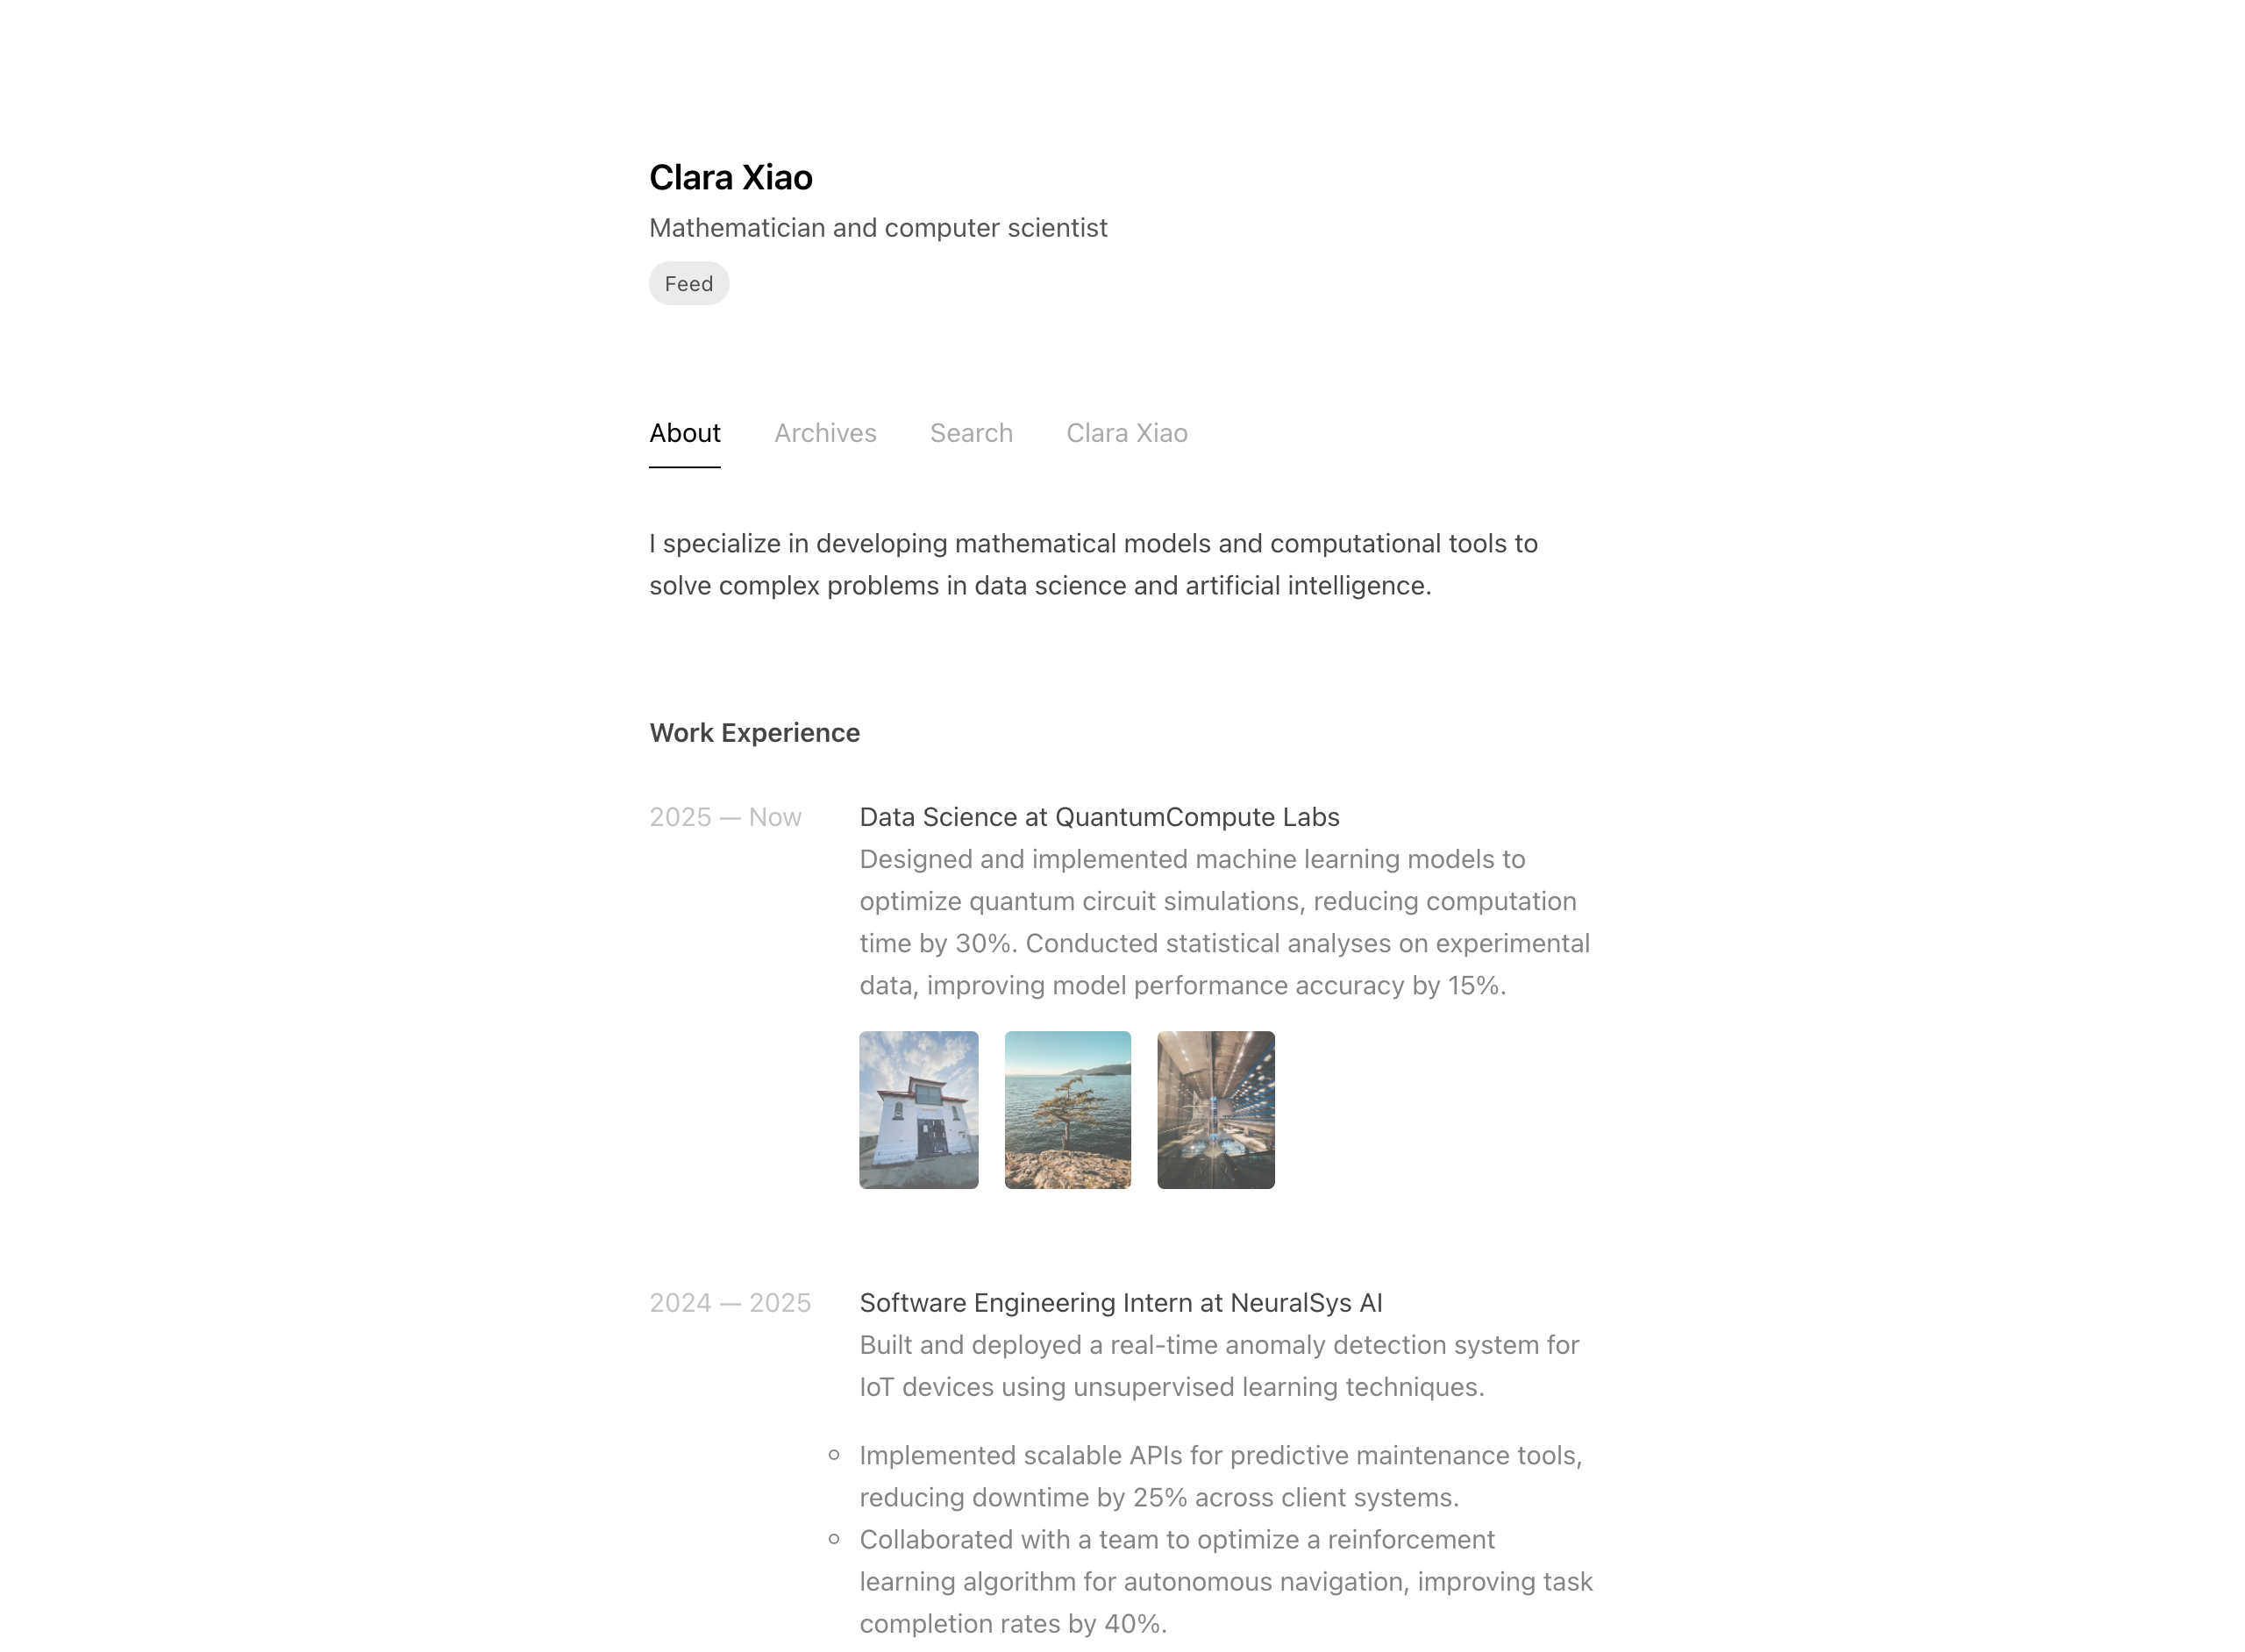 Clara Xiao
Mathematician and computer scientist
Feed
About Archives Search Clara Xiao
I specialize in developing mathematical models and computational tools to
solve complex problems in data science and artificial intelligence.
Work Experience
2025 — Now
Data Science at QuantumCompute Labs
Designed and implemented machine learning models to
optimize quantum circuit simulations, reducing computation
time by 30%. Conducted statistical analyses on experimental
data, improving model performance accuracy by 15%.
2024 — 2025
Software Engineering Intern at NeuralSys AI
Built and deployed a real-time anomaly detection system for
IoT devices using unsupervised learning techniques.
Implemented scalable APIs for predictive maintenance tools,
reducing downtime by 25% across client systems.
Collaborated with a team to optimize a reinforcement
learning algorithm for autonomous navigation, improving task
completion rates by 40%.